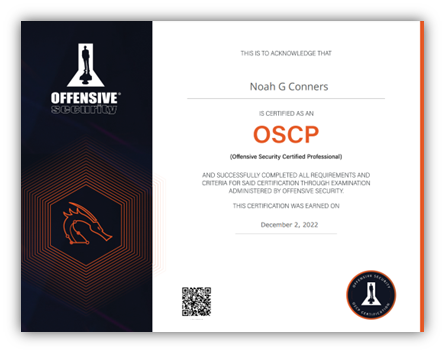 OFFENSIVE®
security
THIS IS TO ACKNOWLEDGE THAT
Noah G Conners
IS CERTIFIED AS AN
OSCP
(Offensive Security Certified Professional)
AND SUCCESSFULLY COMPLETED ALL REQUIREMENTS AND
CRITERIA FOR SAID CERTIFICATION THROUGH EXAMINATION
ADMINISTERED BY OFFENSIVE SECURITY.
THIS CERTIFICATION WAS EARNED ON
December 2, 2022
OFFENSIVE SECURITY
OSCP CERTIFICATION